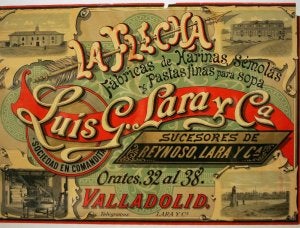 LA FLECHA
Fábricas de Harinas, Sémolas
y Pastas finas para sopa
Luis G. Lara y Ca
SOCIEDAD EN COMANDITA
SUCESORES DE
REYNOSO, LARA Y Ca
Orates, 32 al 38.
VALLADOLID.
Telegramas: LARA Y Ca